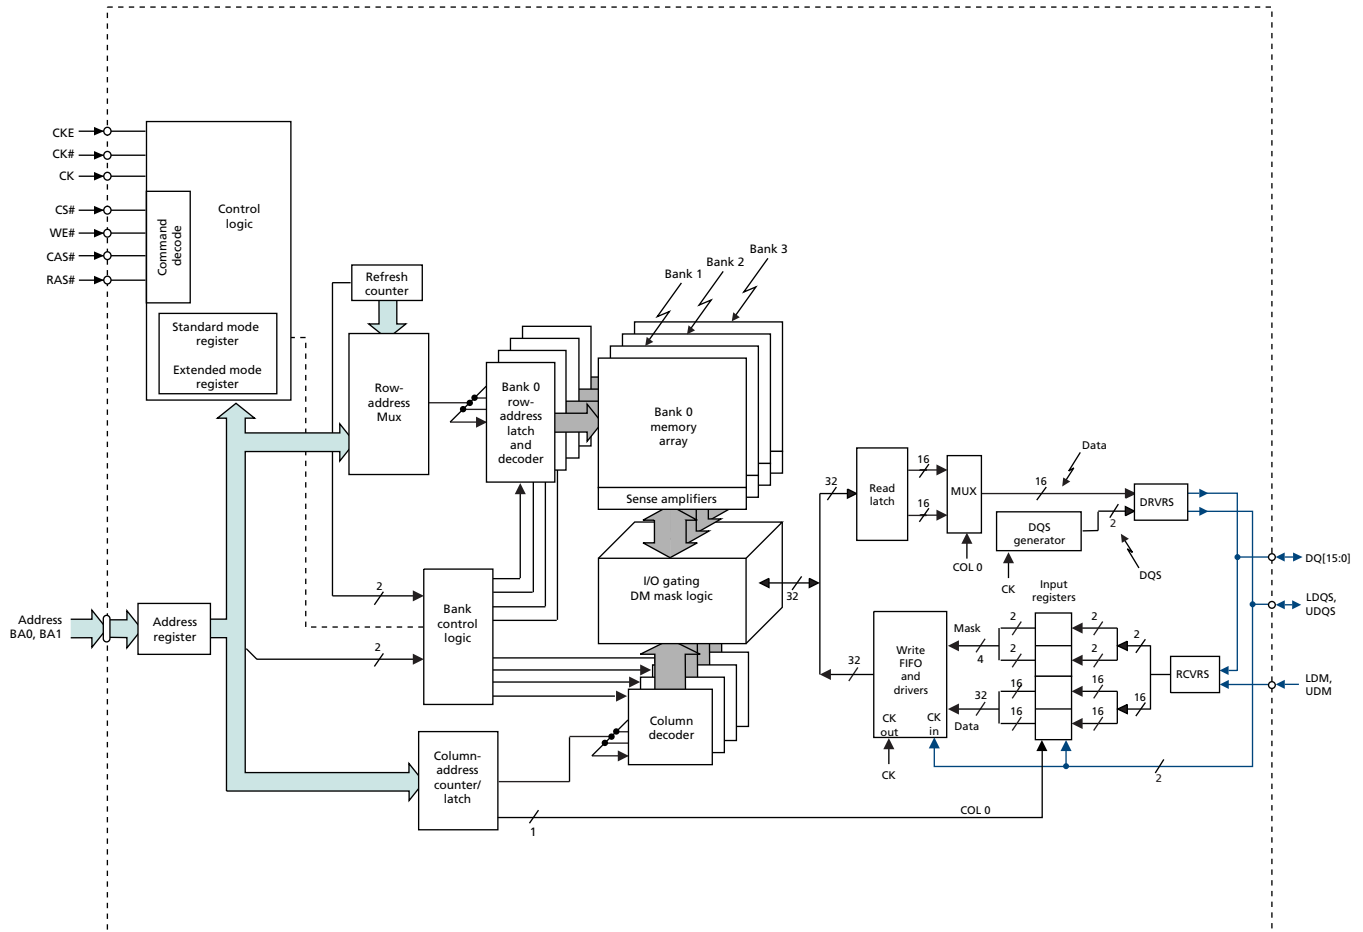 CKE
CK#
CK
CS#
WE#
CAS#
RAS#
Command
decode
Control
logic
Standard mode
register
Extended mode
register
Refresh
counter
Row-
address
Mux
Bank 0
row-
address
latch
and
decoder
Bank 1
Bank 2
Bank 3
Bank 0
memory
array
Sense amplifiers
I/O gating
DM mask logic
32
32
Read
latch
16
16
MUX
COL 0
16
Data
DQS
generator
CK
2
DQS
DRVRS
DQ[15:0]
LDQS,
UDQS
LDM,
UDM
RCVRS
Input
registers
2
2
2
2
2
16
16
16
16
16
Mask
4
32
Data
Write
FIFO
and
drivers
CK
out
CK
in
CK
32
2
Address
BA0, BA1
Address
register
2
2
Bank
control
logic
Column
decoder
Column-
address
counter/
latch
1
COL 0